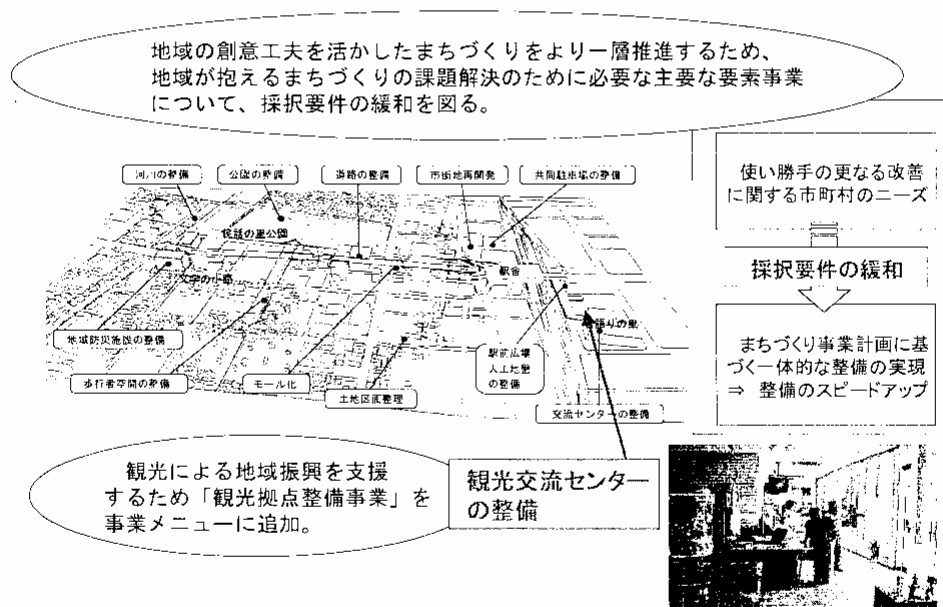 地域の創意工夫を活かしたまちづくりをより一層推進するため、
地域が抱えるまちづくりの課題解決のために必要な主要な要素事業
について、採択要件の緩和を図る。
河川の整備
公園の整備
道路の整備
市街地再開発
共同駐車場の整備
民話の里公園
駅舎
地域防災施設の整備
歩行者空間の整備
モール化
土地区画整理
駅前広場
人工地盤
の整備
交流センターの整備
使い勝手の更なる改善
に関する市町村のニーズ
採択要件の緩和
まちづくり事業計画に基
づく一体的な整備の実現
⇒ 整備のスピードアップ
観光による地域振興を支援
するため「観光拠点整備事業」を
事業メニューに追加。
観光交流センター
の整備